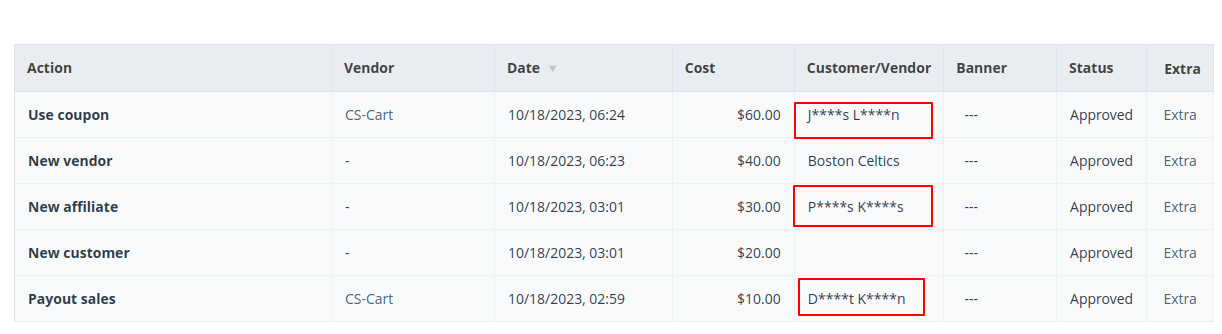 Action Vendor Date Cost Customer/Vendor Banner Status Extra
Use coupon CS-Cart 10/18/2023, 06:24 $60.00 J****s L****n --- Approved Extra
New vendor - 10/18/2023, 06:23 $40.00 Boston Celtics --- Approved Extra
New affiliate - 10/18/2023, 03:01 $30.00 P****s K****s --- Approved Extra
New customer - 10/18/2023, 03:01 $20.00 --- Approved Extra
Payout sales CS-Cart 10/18/2023, 02:59 $10.00 D****t K****n --- Approved Extra